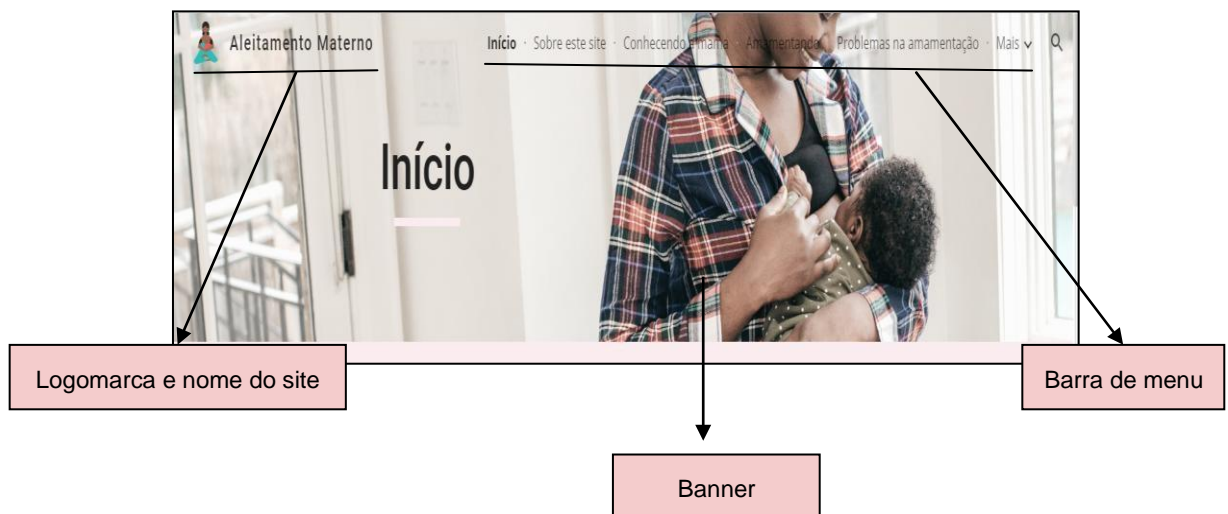 Aleitamento Materno
Início · Sobre este site · Conhecendo a mama · Amamentando · Problemas na amamentação · Mais
Início
Logomarca e nome do site
Barra de menu
Banner